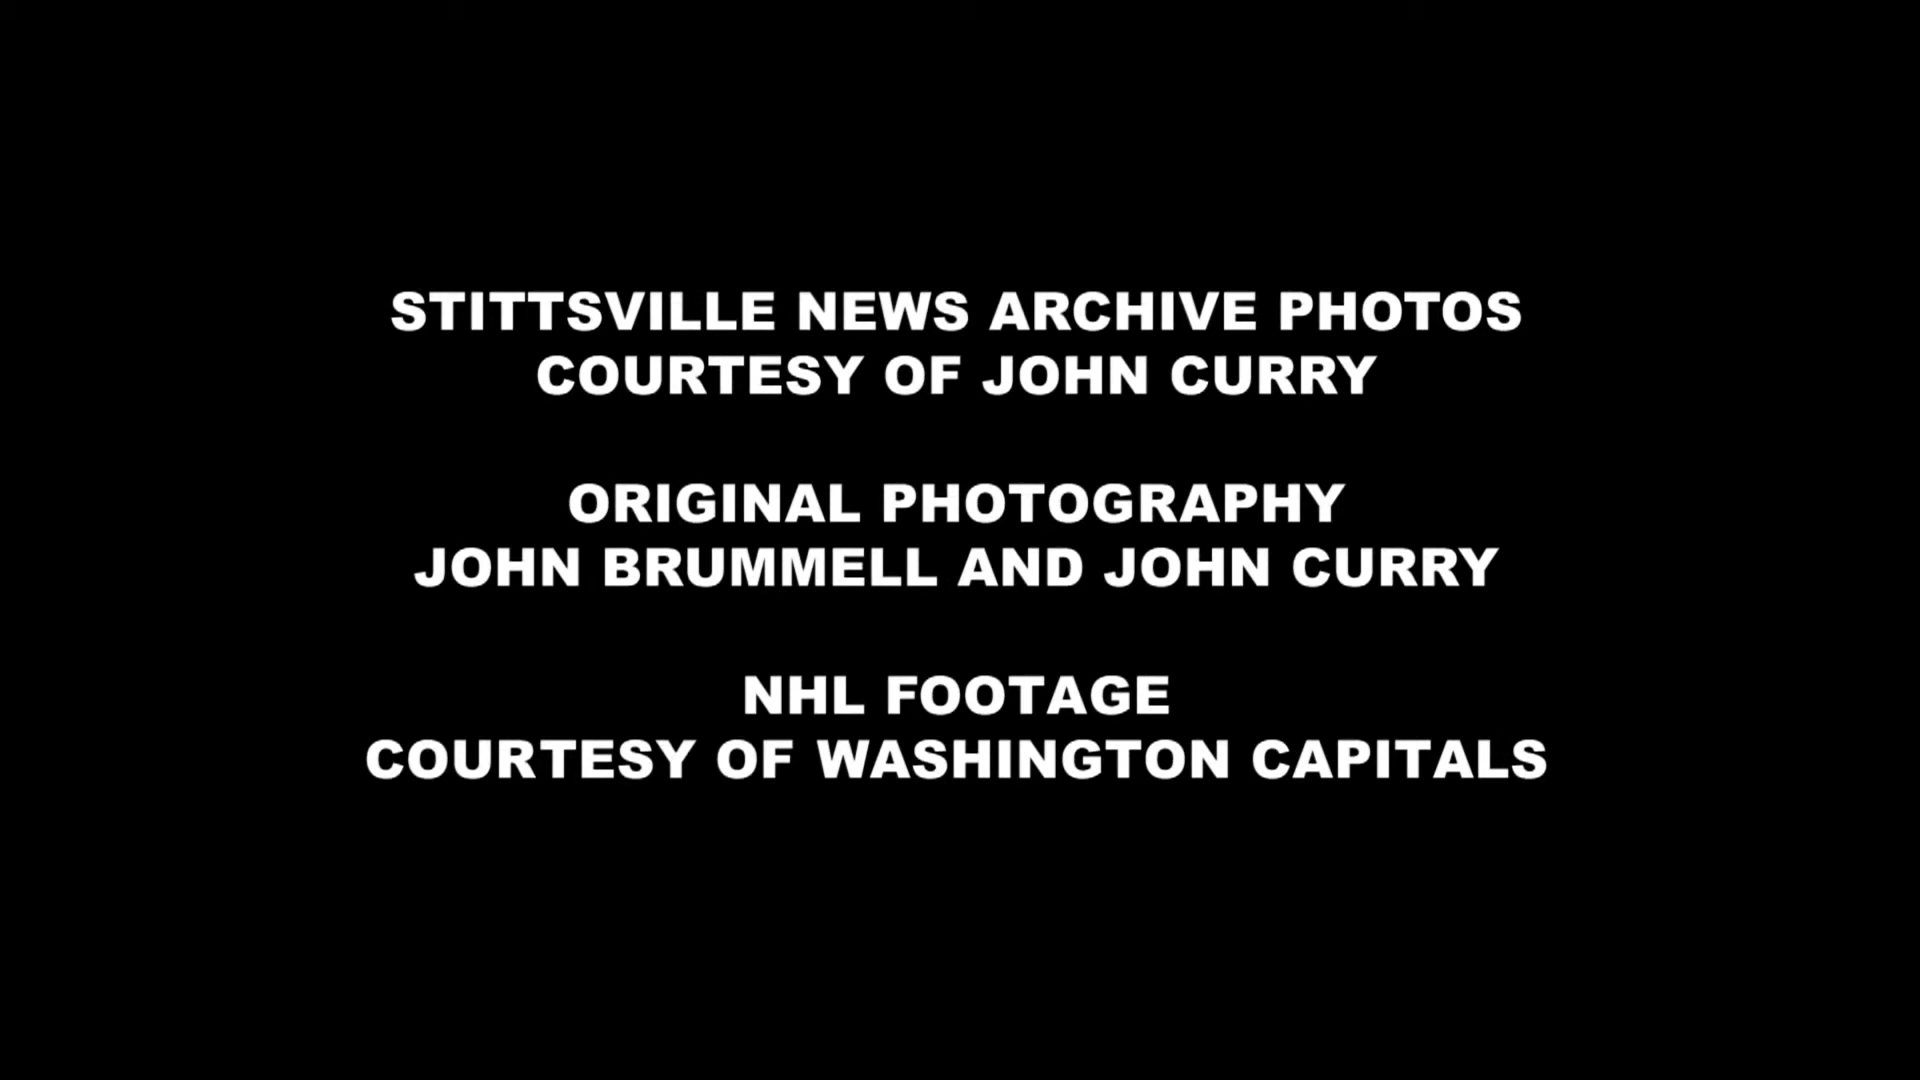 STITTSVILLE NEWS ARCHIVE PHOTOS
COURTESY OF JOHN CURRY
ORIGINAL PHOTOGRAPHY
JOHN BRUMMELL AND JOHN CURRY
NHL FOOTAGE
COURTESY OF WASHINGTON CAPITALS